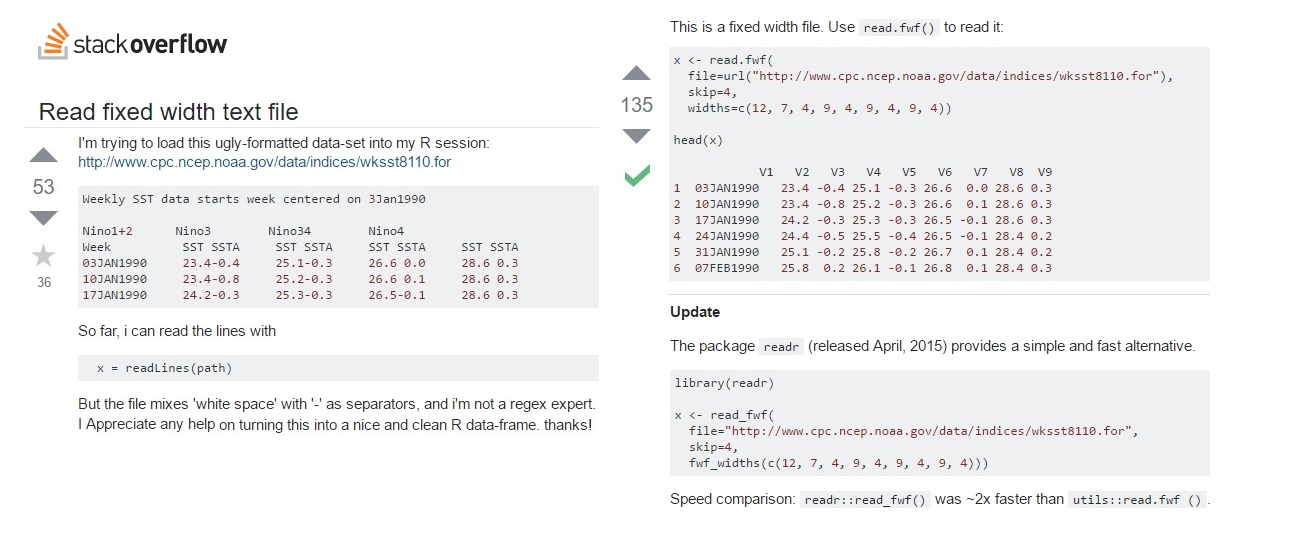 stackoverflow
Read fixed width text file
53
36
I'm trying to load this ugly-formatted data-set into my R session:
http://www.cpc.ncep.noaa.gov/data/indices/wksst8110.for
Weekly SST data starts week centered on 3Jan1990
Nino1+2      Nino3        Nino34        Nino4
Week          SST SSTA     SST SSTA     SST SSTA     SST SSTA
03JAN1990     23.4-0.4     25.1-0.3     26.6 0.0     28.6 0.3
10JAN1990     23.4-0.8     25.2-0.3     26.6 0.1     28.6 0.3
17JAN1990     24.2-0.3     25.3-0.3     26.5-0.1     28.6 0.3
So far, i can read the lines with
x = readLines(path)
But the file mixes 'white space' with '-' as separators, and i'm not a regex expert.
I Appreciate any help on turning this into a nice and clean R data-frame. thanks!
This is a fixed width file. Use read.fwf() to read it:
135
x <- read.fwf(
  file=url("http://www.cpc.ncep.noaa.gov/data/indices/wksst8110.for"),
  skip=4,
  widths=c(12, 7, 4, 9, 4, 9, 4, 9, 4))
head(x)
            V1   V2   V3   V4   V5   V6   V7   V8  V9
1  03JAN1990   23.4 -0.4 25.1 -0.3 26.6  0.0 28.6 0.3
2  10JAN1990   23.4 -0.8 25.2 -0.3 26.6  0.1 28.6 0.3
3  17JAN1990   24.2 -0.3 25.3 -0.3 26.5 -0.1 28.6 0.3
4  24JAN1990   24.4 -0.5 25.5 -0.4 26.5 -0.1 28.4 0.2
5  31JAN1990   25.1 -0.2 25.8 -0.2 26.7  0.1 28.4 0.2
6  07FEB1990   25.8  0.2 26.1 -0.1 26.8  0.1 28.4 0.3
Update
The package readr (released April, 2015) provides a simple and fast alternative.
library(readr)
x <- read_fwf(
  file="http://www.cpc.ncep.noaa.gov/data/indices/wksst8110.for",
  skip=4,
  fwf_widths(c(12, 7, 4, 9, 4, 9, 4, 9, 4)))
Speed comparison: readr::read_fwf() was ~2x faster than utils::read.fwf ().